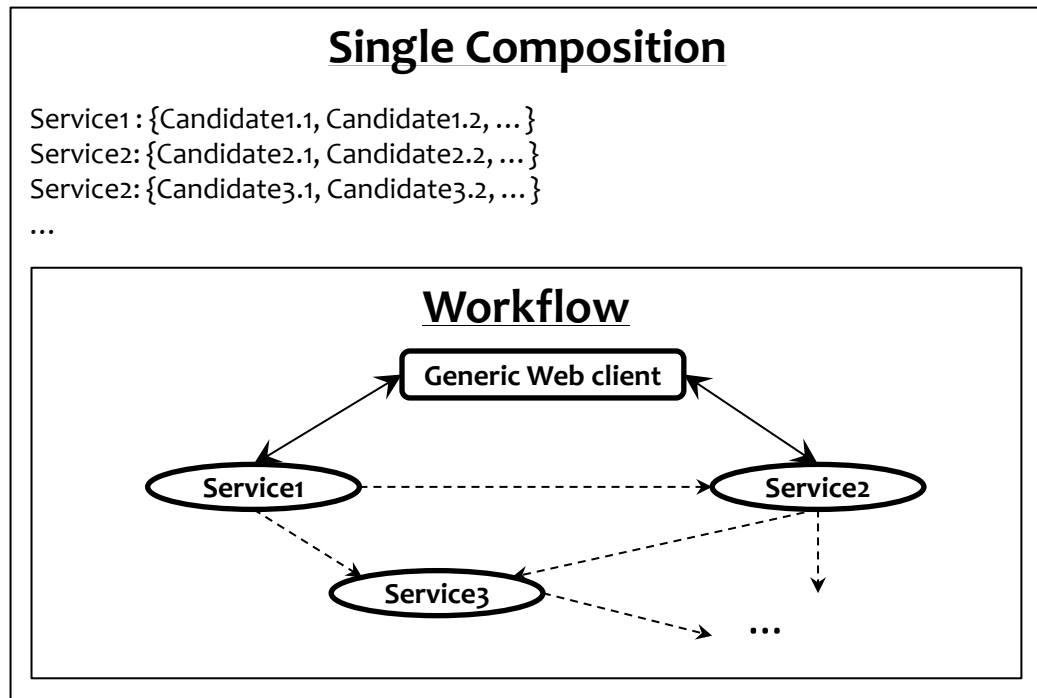 Single Composition
Service1 : {Candidate1.1, Candidate1.2, … }
Service2: {Candidate2.1, Candidate2.2, … }
Service2: {Candidate3.1, Candidate3.2, … }
…
Workflow
Generic Web client
Service1
Service2
Service3
…